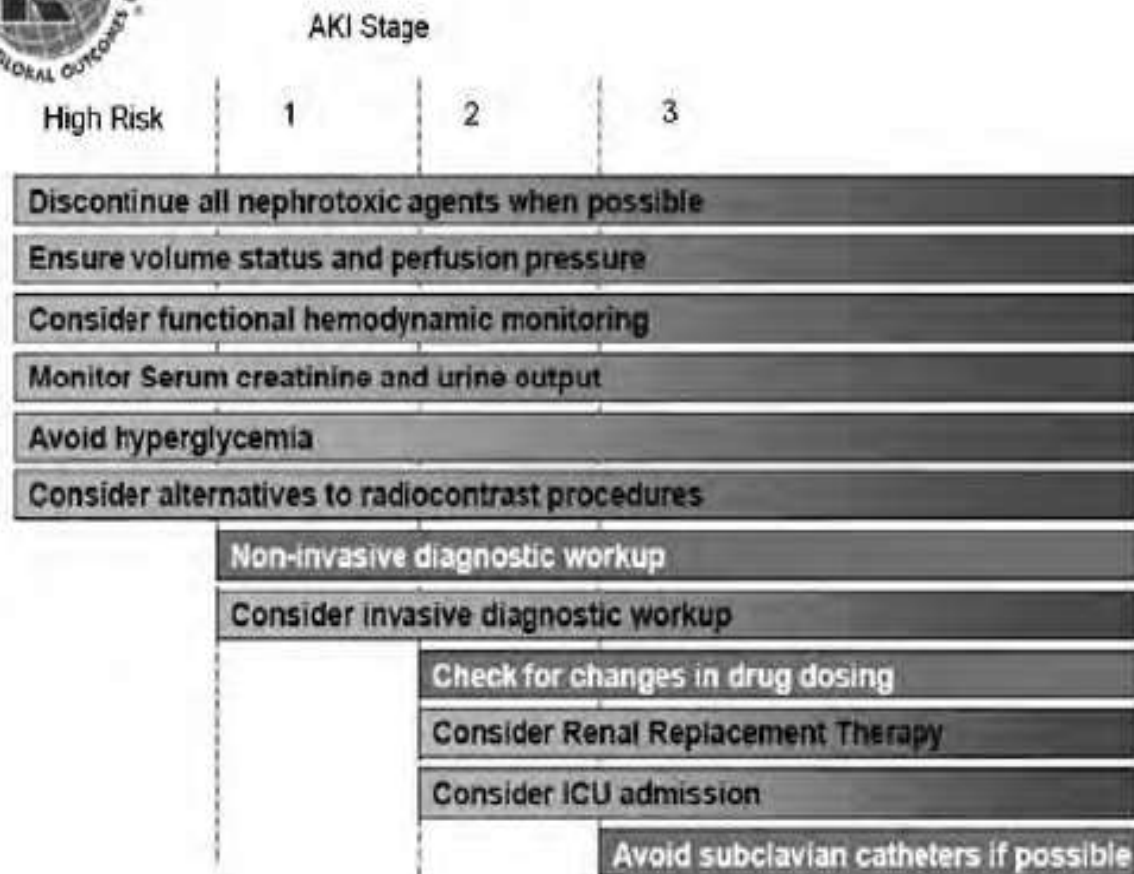 GLOBAL OUTCOMES
AKI Stage
High Risk 1 2 3
Discontinue all nephrotoxic agents when possible
Ensure volume status and perfusion pressure
Consider functional hemodynamic monitoring
Monitor Serum creatinine and urine output
Avoid hyperglycemia
Consider alternatives to radiocontrast procedures
Non-invasive diagnostic workup
Consider invasive diagnostic workup
Check for changes in drug dosing
Consider Renal Replacement Therapy
Consider ICU admission
Avoid subclavian catheters if possible